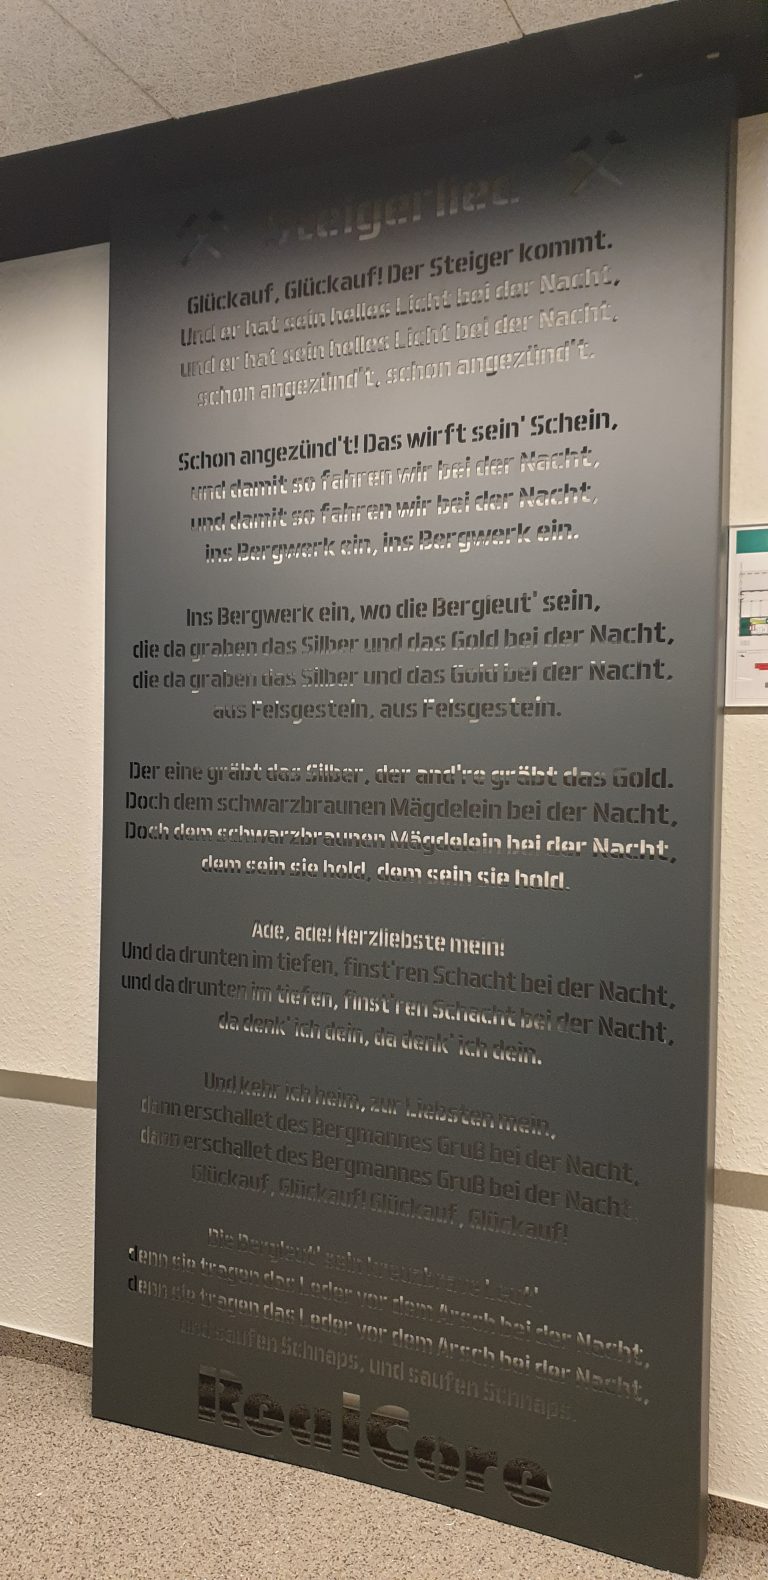 Steigerlied
Glückauf, Glückauf! Der Steiger kommt.
Und er hat sein helles Licht bei der Nacht,
und er hat sein helles Licht bei der Nacht,
schon angezünd't, schon angezünd't.
Schon angezünd't! Das wirft sein' Schein,
und damit so fahren wir bei der Nacht,
und damit so fahren wir bei der Nacht,
ins Bergwerk ein, ins Bergwerk ein.
Ins Bergwerk ein, wo die Bergleut' sein,
die da graben das Silber und das Gold bei der Nacht,
die da graben das Silber und das Gold bei der Nacht,
aus Felsgestein, aus Felsgestein.
Der eine gräbt das Silber, der and're gräbt das Gold.
Doch dem schwarzbraunen Mägdelein bei der Nacht,
Doch dem schwarzbraunen Mägdelein bei der Nacht,
dem sein sie hold, dem sein sie hold.
Ade, ade! Herzliebste mein!
Und da drunten im tiefen, finst'ren Schacht bei der Nacht,
und da drunten im tiefen, finst'ren Schacht bei der Nacht,
da denk' ich dein, da denk' ich dein.
Und kehr ich heim, zur Liebsten mein,
dann erschallet des Bergmannes Gruß bei der Nacht,
dann erschallet des Bergmannes Gruß bei der Nacht,
Glückauf, Glückauf! Glückauf, Glückauf!
Die Bergleut' sein kreuzbrave Leut'
denn sie tragen das Leder vor dem Arsch bei der Nacht,
denn sie tragen das Leder vor dem Arsch bei der Nacht,
und saufen Schnaps, und saufen Schnaps.
RealCore